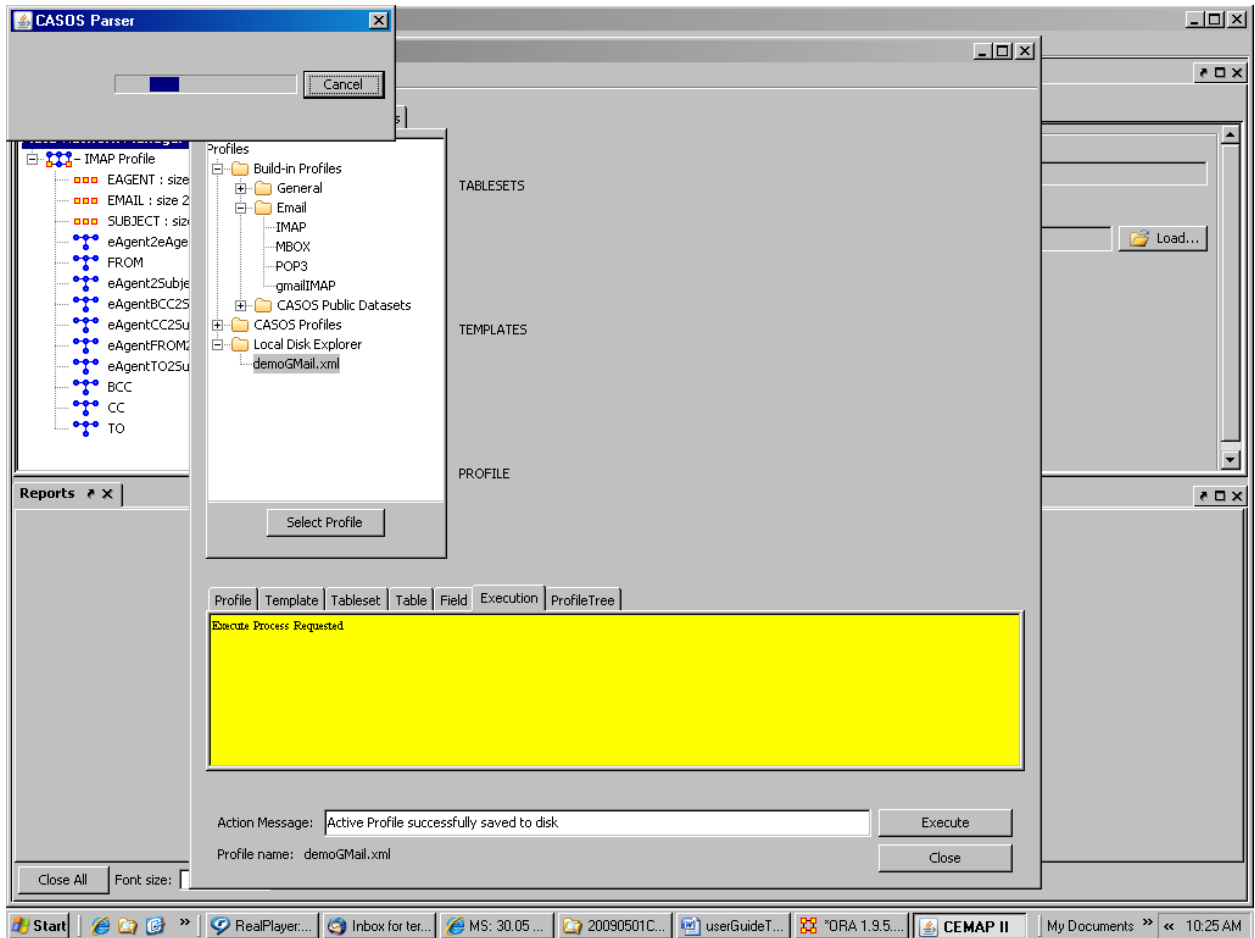 CASOS Parser
Cancel
s
IMAP Profile
EAGENT : size
EMAIL : size 2
SUBJECT : siz
eAgent2eAge
FROM
eAgent2Subje
eAgentBCC2S
eAgentCC2Su
eAgentFROM2
eAgentTO2Su
BCC
CC
TO
Profiles
Build-in Profiles
General
Email
IMAP
MBOX
POP3
gmailIMAP
CASOS Public Datasets
CASOS Profiles
Local Disk Explorer
demoGMail.xml
Select Profile
TABLESETS
TEMPLATES
PROFILE
Load...
Reports
Profile Template Tableset Table Field Execution ProfileTree
Execute Process Requested
Action Message: Active Profile successfully saved to disk
Execute
Profile name: demoGMail.xml
Close
Close All Font size:
Start » RealPlayer:... Inbox for ter... MS: 30.05 ... 20090501C... userGuideT... *ORA 1.9.5.... CEMAP II My Documents » « 10:25 AM